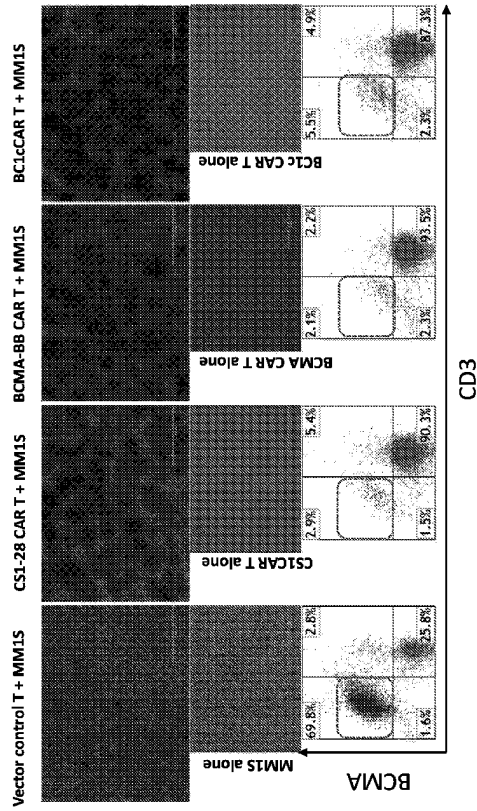 Vector control T + MM1S
CS1-28 CAR T + MM1S
BCMA-BB CAR T + MM1S
BC1cCAR T + MM1S
MM1S alone
CS1CAR T alone
BCMA CAR T alone
BC1c CAR T alone
69.8%
2.8%
1.6%
25.8%
2.9%
5.4%
1.5%
90.3%
2.1%
2.2%
2.3%
93.5%
5.5%
4.9%
2.3%
87.3%
BCMA
CD3